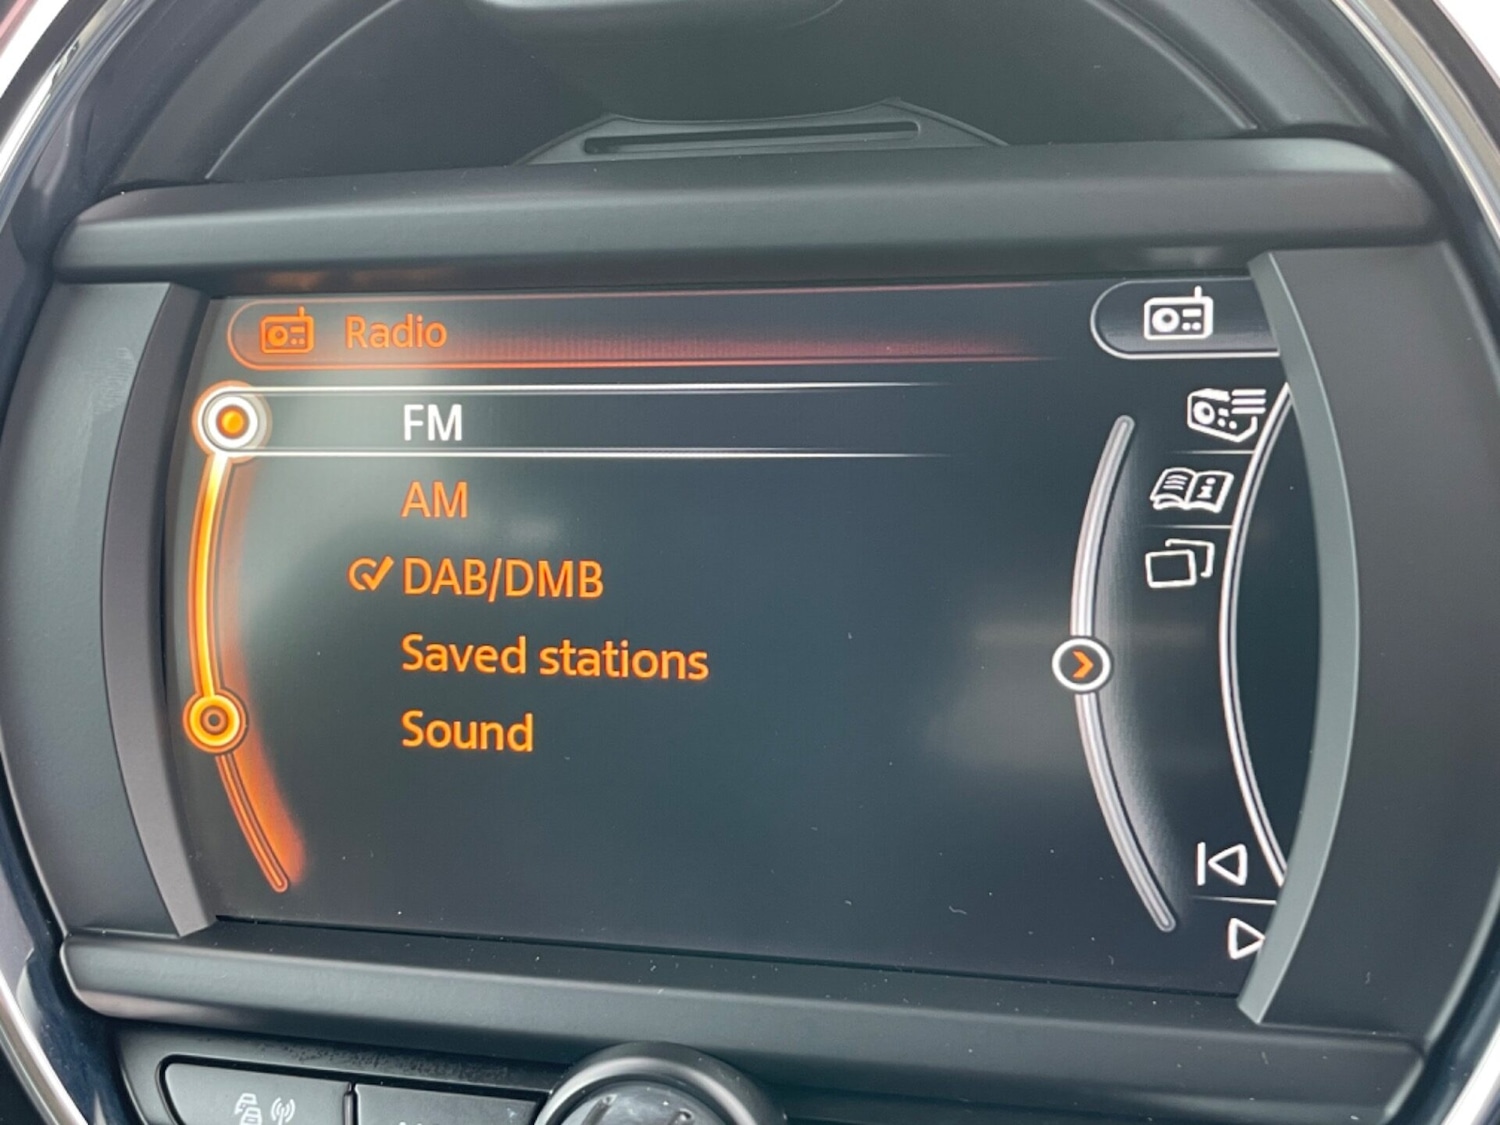 Radio
FM
AM
DAB/DMB
Saved stations
Sound